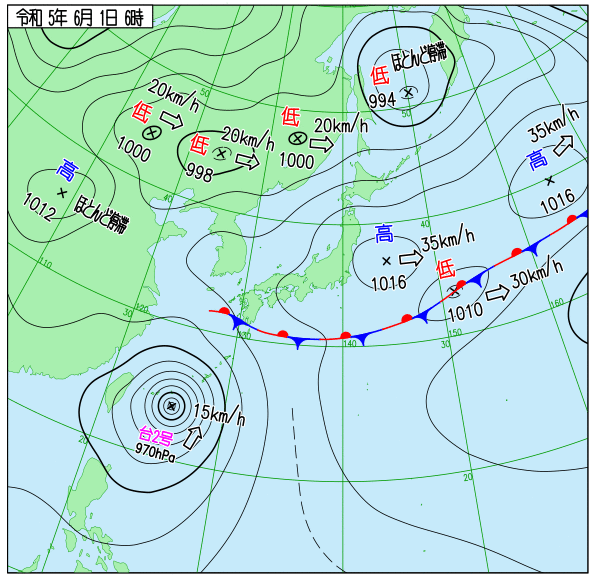 令和 5年 6月 1日 6時
低
ほとんど停滞
994
50
50
低
20km/h
1000
低
20km/h
998
低
20km/h
1000
35km/h
高
1016
高
1012
ほとんど停滞
40
40
高
35km/h
1016
低
30km/h
1010
110
120
30
130
140
150
30
160
台2号
970hPa
15km/h
20
20